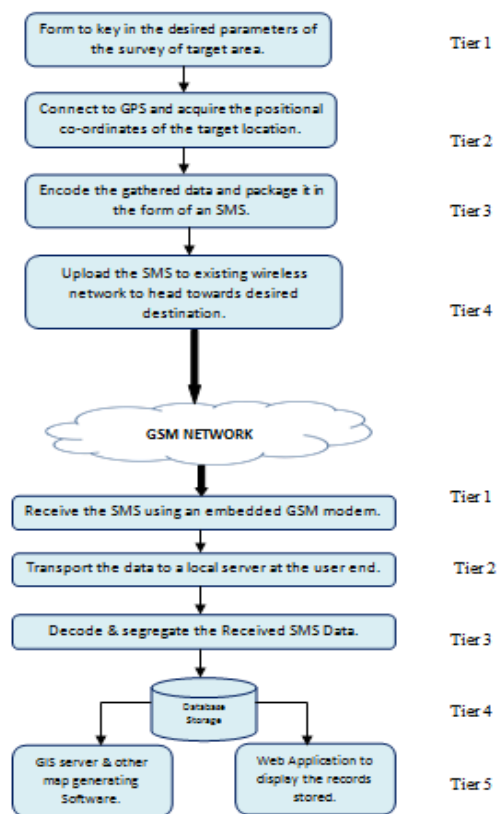 Form to key in the desired parameters of
the survey of target area.
Tier 1
Connect to GPS and acquire the positional
co-ordinates of the target location.
Tier 2
Encode the gathered data and package it in
the form of an SMS.
Tier 3
Upload the SMS to existing wireless
network to head towards desired
destination.
Tier 4
GSM NETWORK
Receive the SMS using an embedded GSM modem.
Tier 1
Transport the data to a local server at the user end.
Tier 2
Decode & segregate the Received SMS Data.
Tier 3
Database
Storage
Tier 4
GIS server & other
map generating
Software.
Web Application to
display the records
stored.
Tier 5